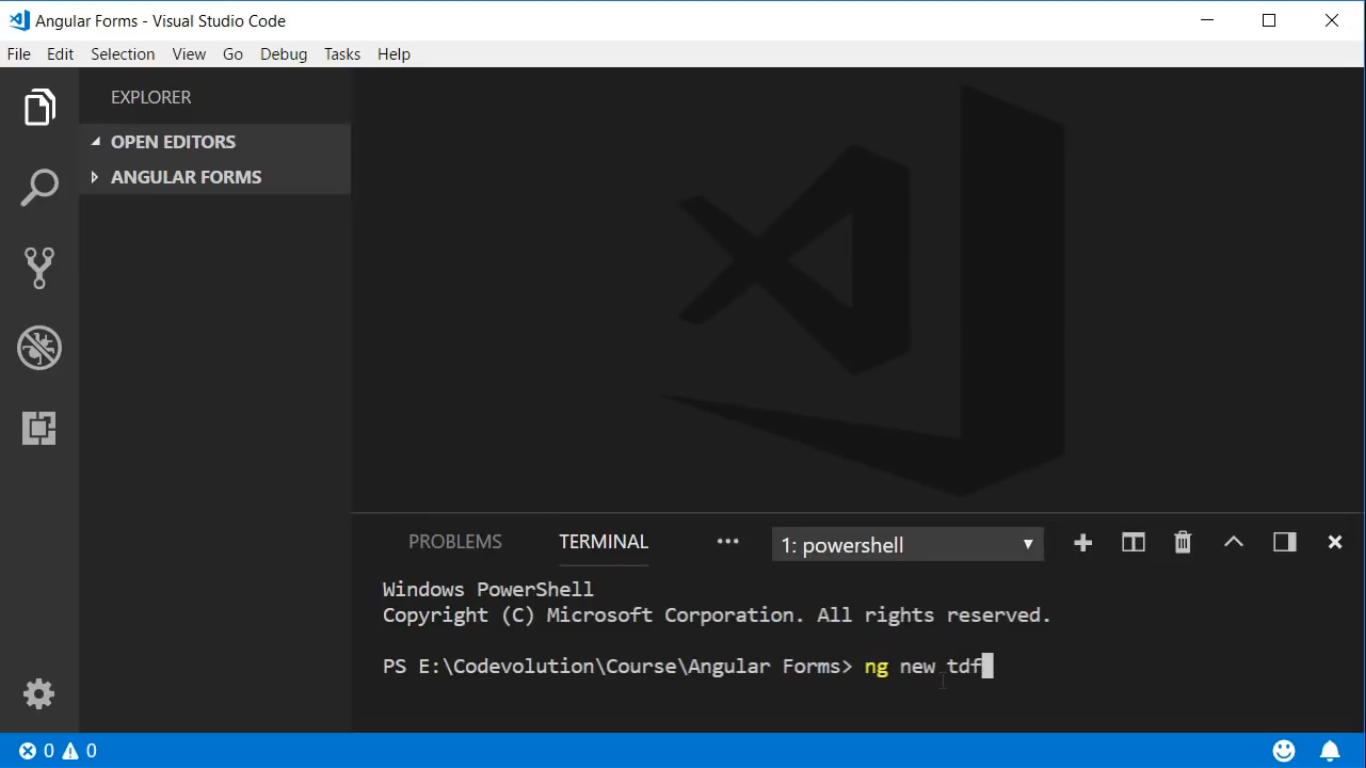 Angular Forms - Visual Studio Code
File Edit Selection View Go Debug Tasks Help
EXPLORER
OPEN EDITORS
ANGULAR FORMS
PROBLEMS TERMINAL ••• 1: powershell
Windows PowerShell
Copyright (C) Microsoft Corporation. All rights reserved.
PS E:\Codevolution\Course\Angular Forms> ng new tdf
0 0